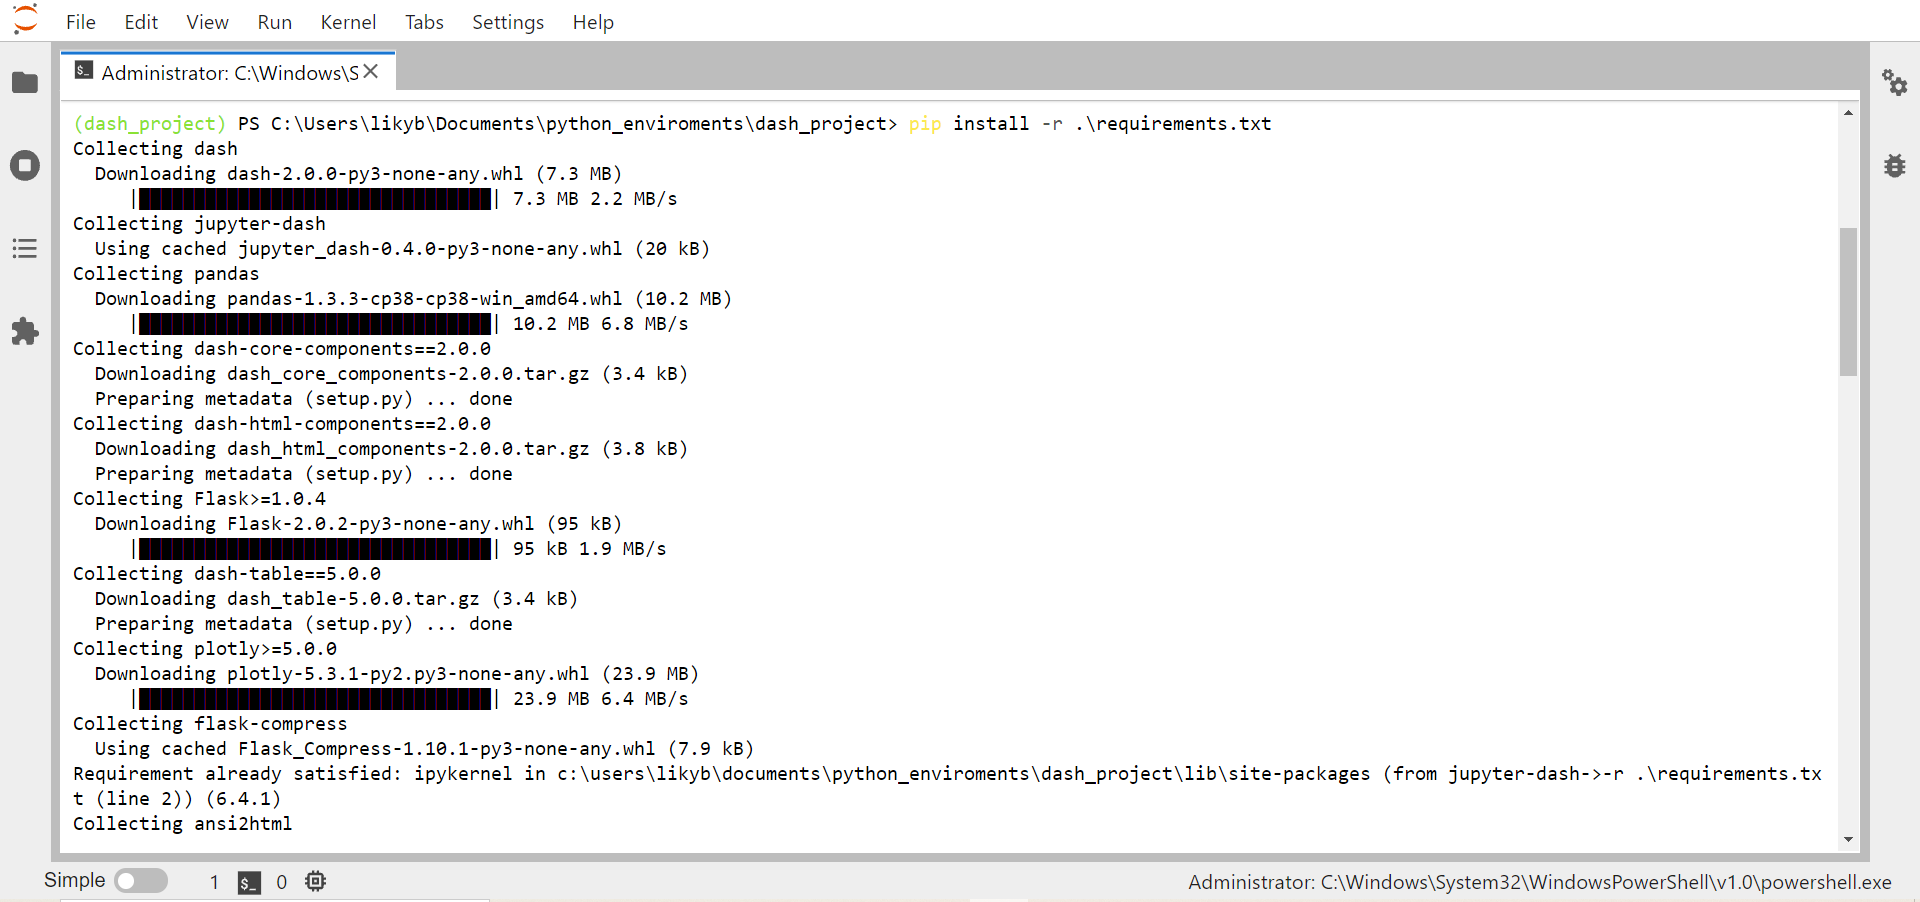 File Edit View Run Kernel Tabs Settings Help
Administrator: C:\Windows\S
(dash_project) PS C:\Users\likyb\Documents\python_enviroments\dash_project> pip install -r .\requirements.txt
Collecting dash
Downloading dash-2.0.0-py3-none-any.whl (7.3 MB)
| | 7.3 MB 2.2 MB/s
Collecting jupyter-dash
Using cached jupyter_dash-0.4.0-py3-none-any.whl (20 kB)
Collecting pandas
Downloading pandas-1.3.3-cp38-cp38-win_amd64.whl (10.2 MB)
| | 10.2 MB 6.8 MB/s
Collecting dash-core-components==2.0.0
Downloading dash_core_components-2.0.0.tar.gz (3.4 kB)
Preparing metadata (setup.py) ... done
Collecting dash-html-components==2.0.0
Downloading dash_html_components-2.0.0.tar.gz (3.8 kB)
Preparing metadata (setup.py) ... done
Collecting Flask>=1.0.4
Downloading Flask-2.0.2-py3-none-any.whl (95 kB)
| | 95 kB 1.9 MB/s
Collecting dash-table==5.0.0
Downloading dash_table-5.0.0.tar.gz (3.4 kB)
Preparing metadata (setup.py) ... done
Collecting plotly>=5.0.0
Downloading plotly-5.3.1-py2.py3-none-any.whl (23.9 MB)
| | 23.9 MB 6.4 MB/s
Collecting flask-compress
Using cached Flask_Compress-1.10.1-py3-none-any.whl (7.9 kB)
Requirement already satisfied: ipykernel in c:\users\likyb\documents\python_enviroments\dash_project\lib\site-packages (from jupyter-dash->-r .\requirements.tx
t (line 2)) (6.4.1)
Collecting ansi2html
Simple 1 $_ 0 Administrator: C:\Windows\System32\WindowsPowerShell\v1.0\powershell.exe